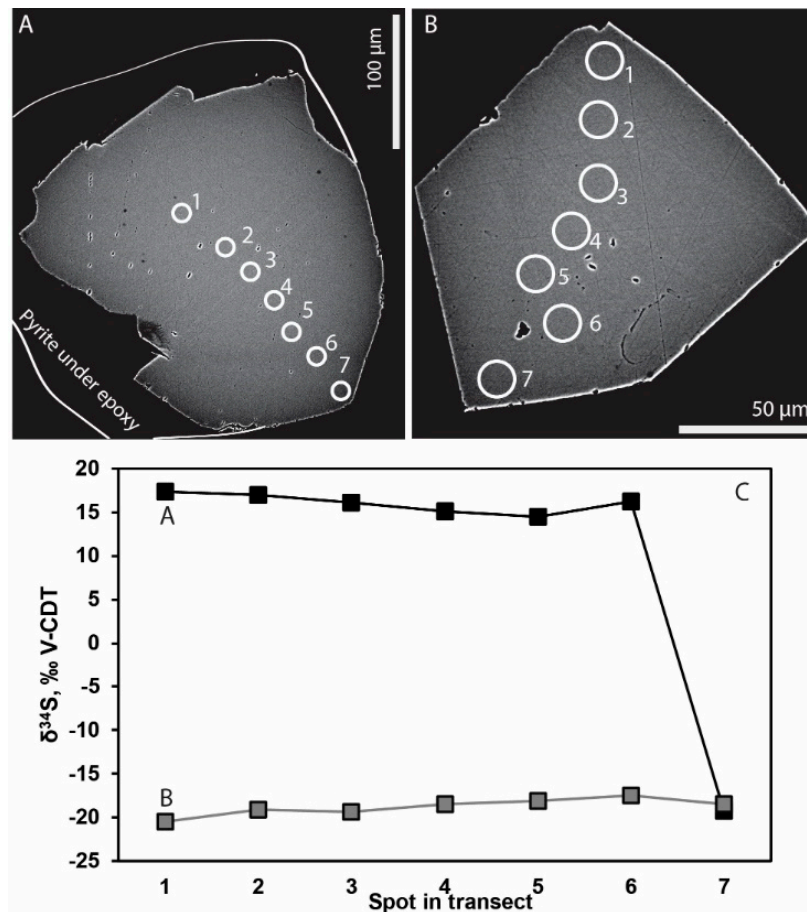 A
100 µm
1
2
3
4
5
6
7
Pyrite under epoxy
B
1
2
3
4
5
6
7
50 µm
C
20
15
10
5
0
-5
-10
-15
-20
-25
δ³⁴S, ‰ V-CDT
A
B
1 2 3 4 5 6 7
Spot in transect